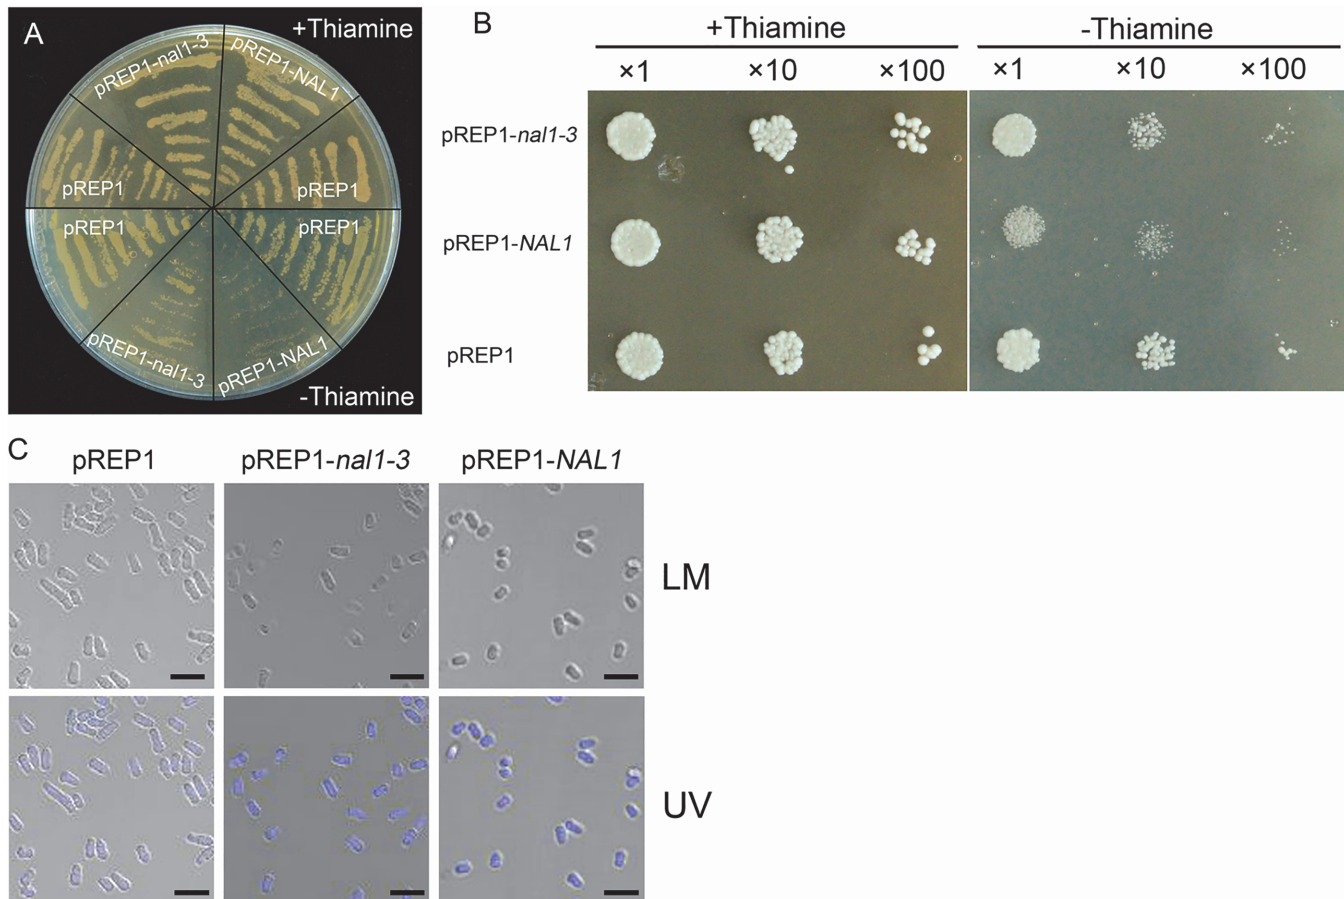 A
+Thiamine
pREP1-nal1-3
pREP1-NAL1
pREP1
pREP1
pREP1
pREP1
pREP1-nal1-3
pREP1-NAL1
-Thiamine
B
+Thiamine
-Thiamine
×1
×10
×100
×1
×10
×100
pREP1-nal1-3
pREP1-NAL1
pREP1
C
pREP1
pREP1-nal1-3
pREP1-NAL1
LM
UV